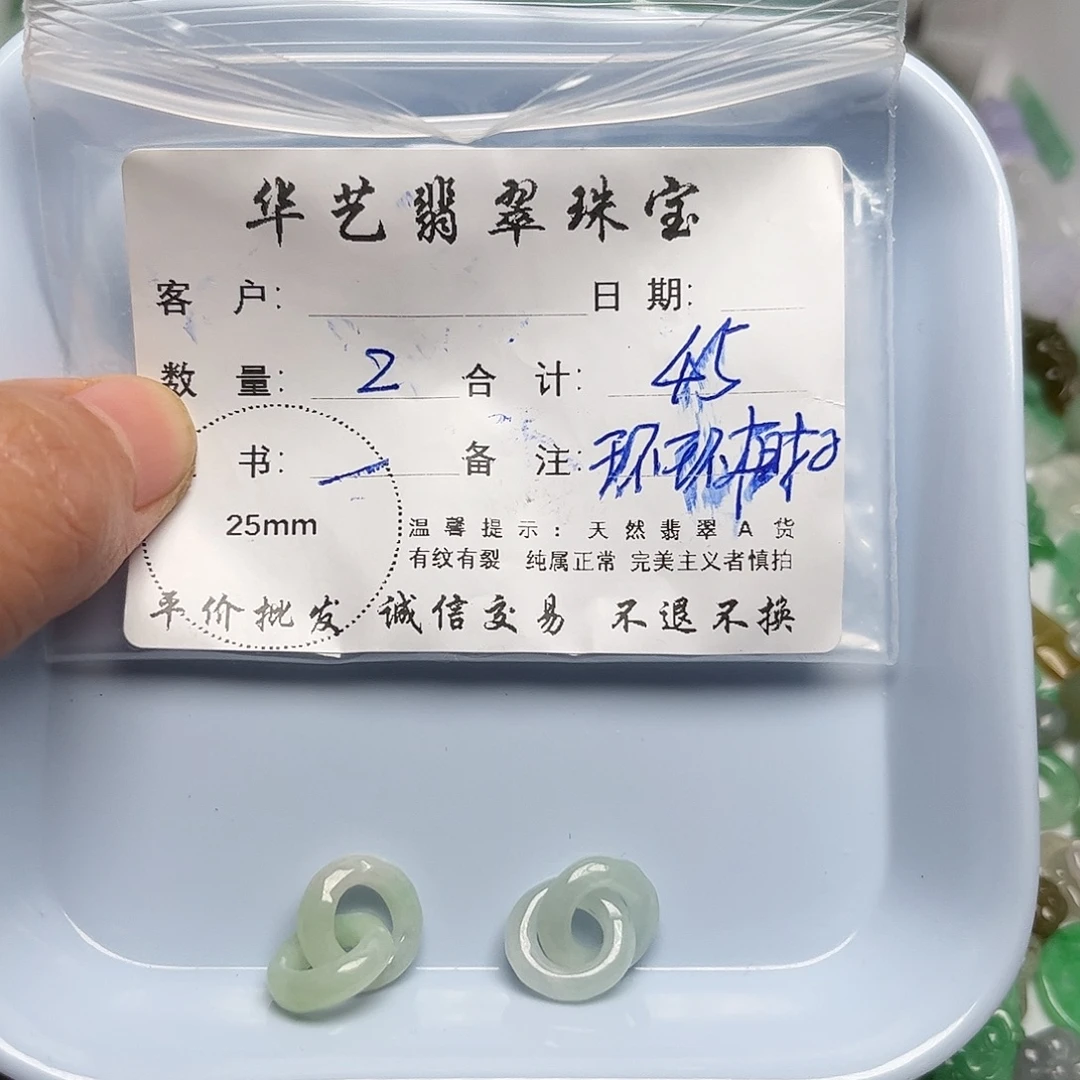 华艺翡翠珠宝
客 户: 日 期:
数 量: 2 合 计: 45
书: 备 注: 环环相扣
25mm
温馨提示: 天然翡翠A货
有纹有裂 纯属正常 完美主义者慎拍
平价批发 诚信交易 不退不换